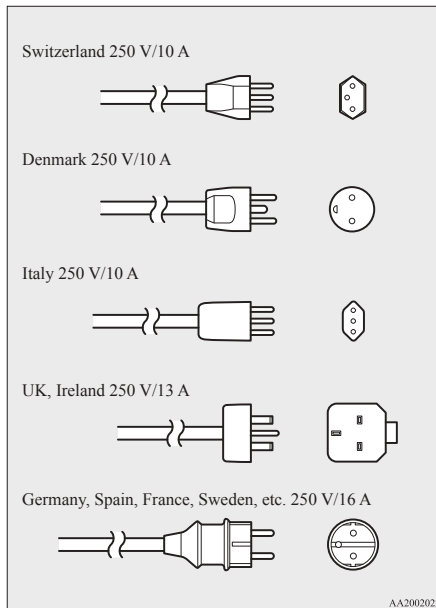 Switzerland 250 V/10 A
Denmark 250 V/10 A
Italy 250 V/10 A
UK, Ireland 250 V/13 A
Germany, Spain, France, Sweden, etc. 250 V/16 A
AA200202